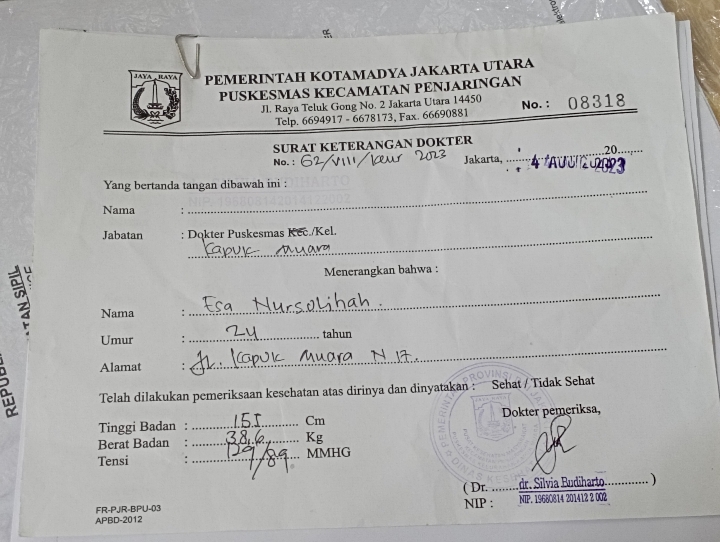 JAYA RAYA
PEMERINTAH KOTAMADYA JAKARTA UTARA
PUSKESMAS KECAMATAN PENJARINGAN
Jl. Raya Teluk Gong No. 2 Jakarta Utara 14450
Telp. 6694917 - 6678173, Fax. 66690881
No. : 08318
SURAT KETERANGAN DOKTER
No. : 62/VIII/Keur 2023 Jakarta, 20
4 AUG 2023
Yang bertanda tangan dibawah ini :
Nama :
Jabatan : Dokter Puskesmas Kec./Kel.
Kapuk Muara
Menerangkan bahwa :
Nama : Esa Nursolihah.
Umur : 24 tahun
Alamat : Jl. Kapuk Muara N 17.
Telah dilakukan pemeriksaan kesehatan atas dirinya dan dinyatakan : Sehat / Tidak Sehat
Tinggi Badan : 151 Cm
Berat Badan : 38,6 Kg
Tensi : 129/89 MMHG
Dokter pemeriksa,
( Dr. dr. Silvia Budiharto )
NIP : NIP. 19680814 201412 2 002
FR-PJR-BPU-03
APBD-2012